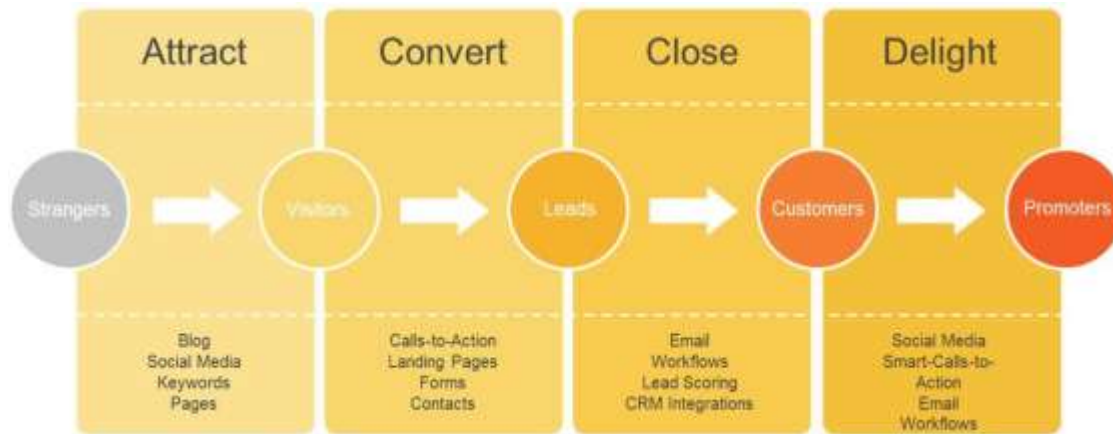 Attract
Convert
Close
Delight
Strangers
Visitors
Leads
Customers
Promoters
Blog
Social Media
Keywords
Pages
Calls-to-Action
Landing Pages
Forms
Contacts
Email
Workflows
Lead Scoring
CRM Integrations
Social Media
Smart-Calls-to-
Action
Email
Workflows